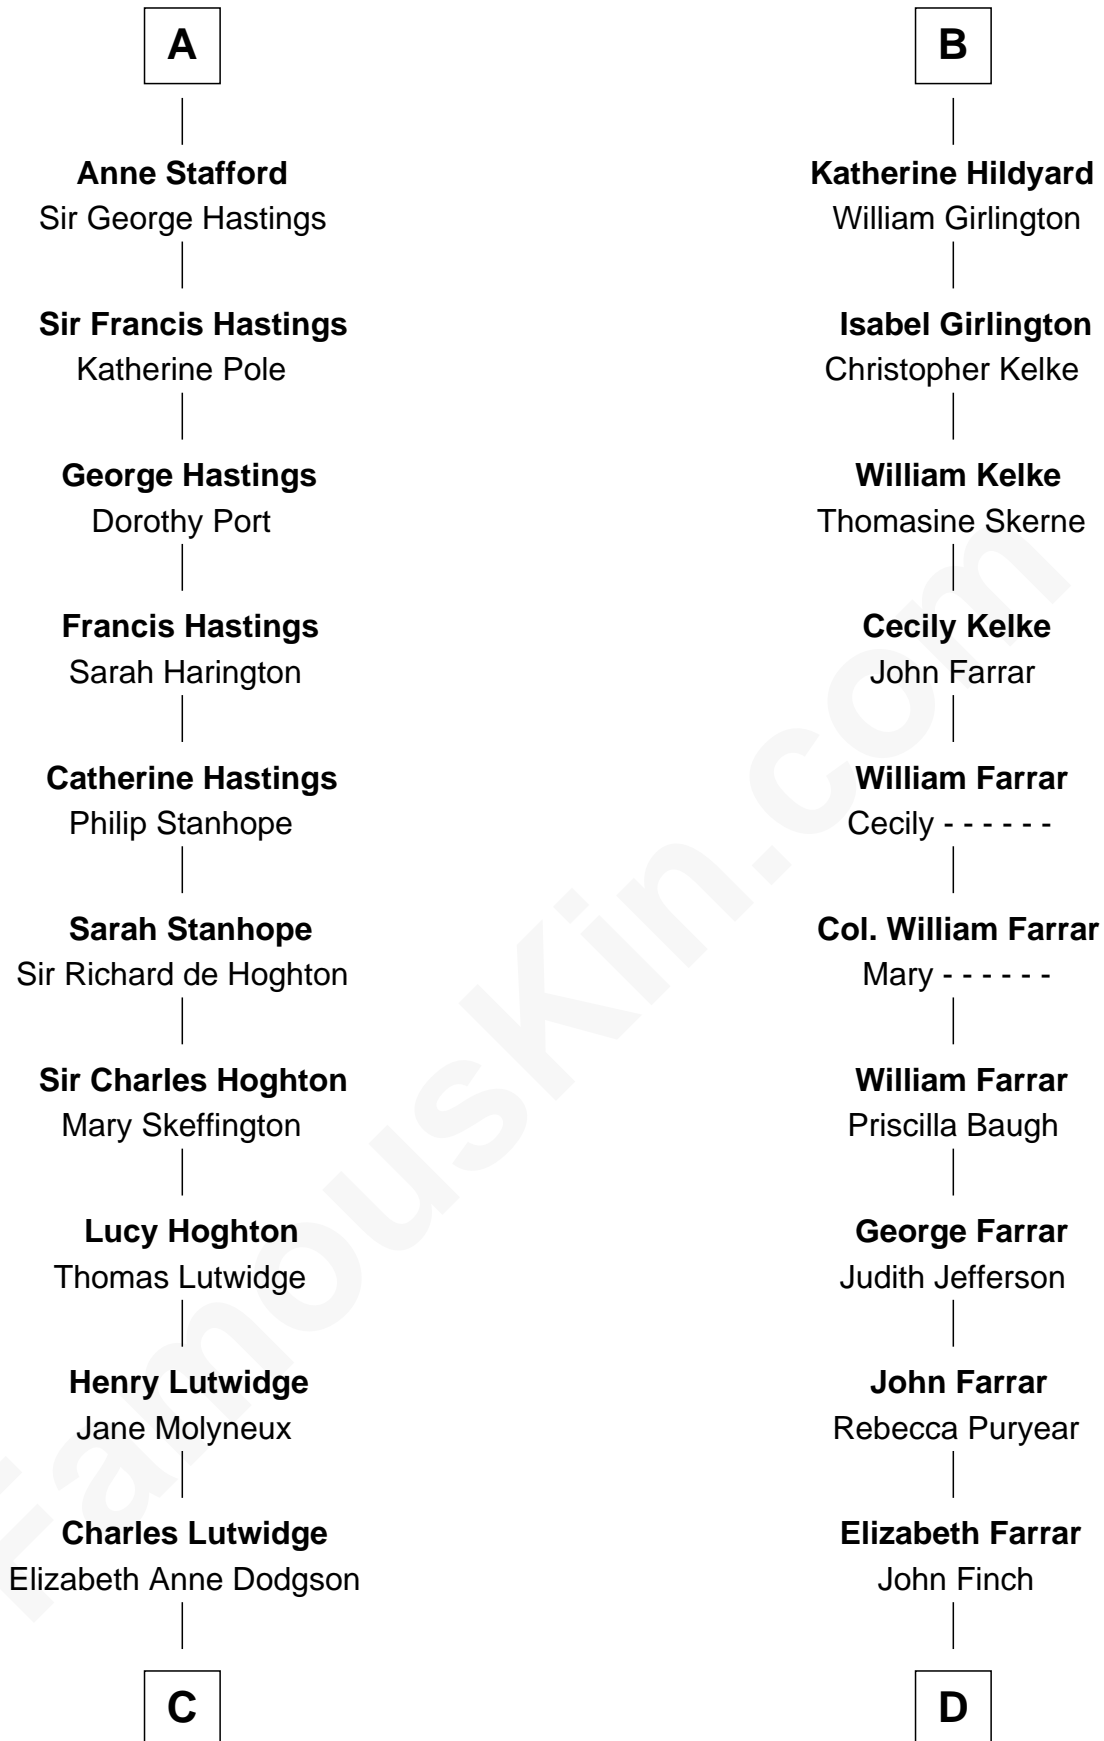 A
Anne Stafford
Sir George Hastings
Sir Francis Hastings
Katherine Pole
George Hastings
Dorothy Port
Francis Hastings
Sarah Harington
Catherine Hastings
Philip Stanhope
Sarah Stanhope
Sir Richard de Hoghton
Sir Charles Hoghton
Mary Skeffington
Lucy Hoghton
Thomas Lutwidge
Henry Lutwidge
Jane Molyneux
Charles Lutwidge
Elizabeth Anne Dodgson
C
B
Katherine Hildyard
William Girlington
Isabel Girlington
Christopher Kelke
William Kelke
Thomasine Skerne
Cecily Kelke
John Farrar
William Farrar
Cecily - - - - - -
Col. William Farrar
Mary - - - - - -
William Farrar
Priscilla Baugh
George Farrar
Judith Jefferson
John Farrar
Rebecca Puryear
Elizabeth Farrar
John Finch
D
FamousKin.com